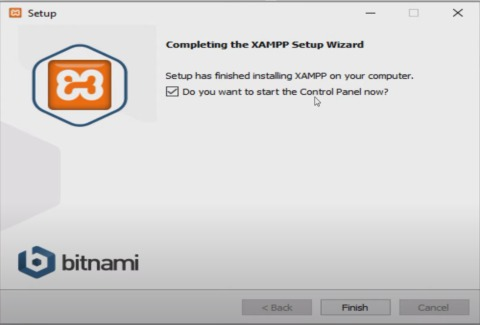 Setup
Completing the XAMPP Setup Wizard
Setup has finished installing XAMPP on your computer.
Do you want to start the Control Panel now?
bitnami
< Back
Finish
Cancel